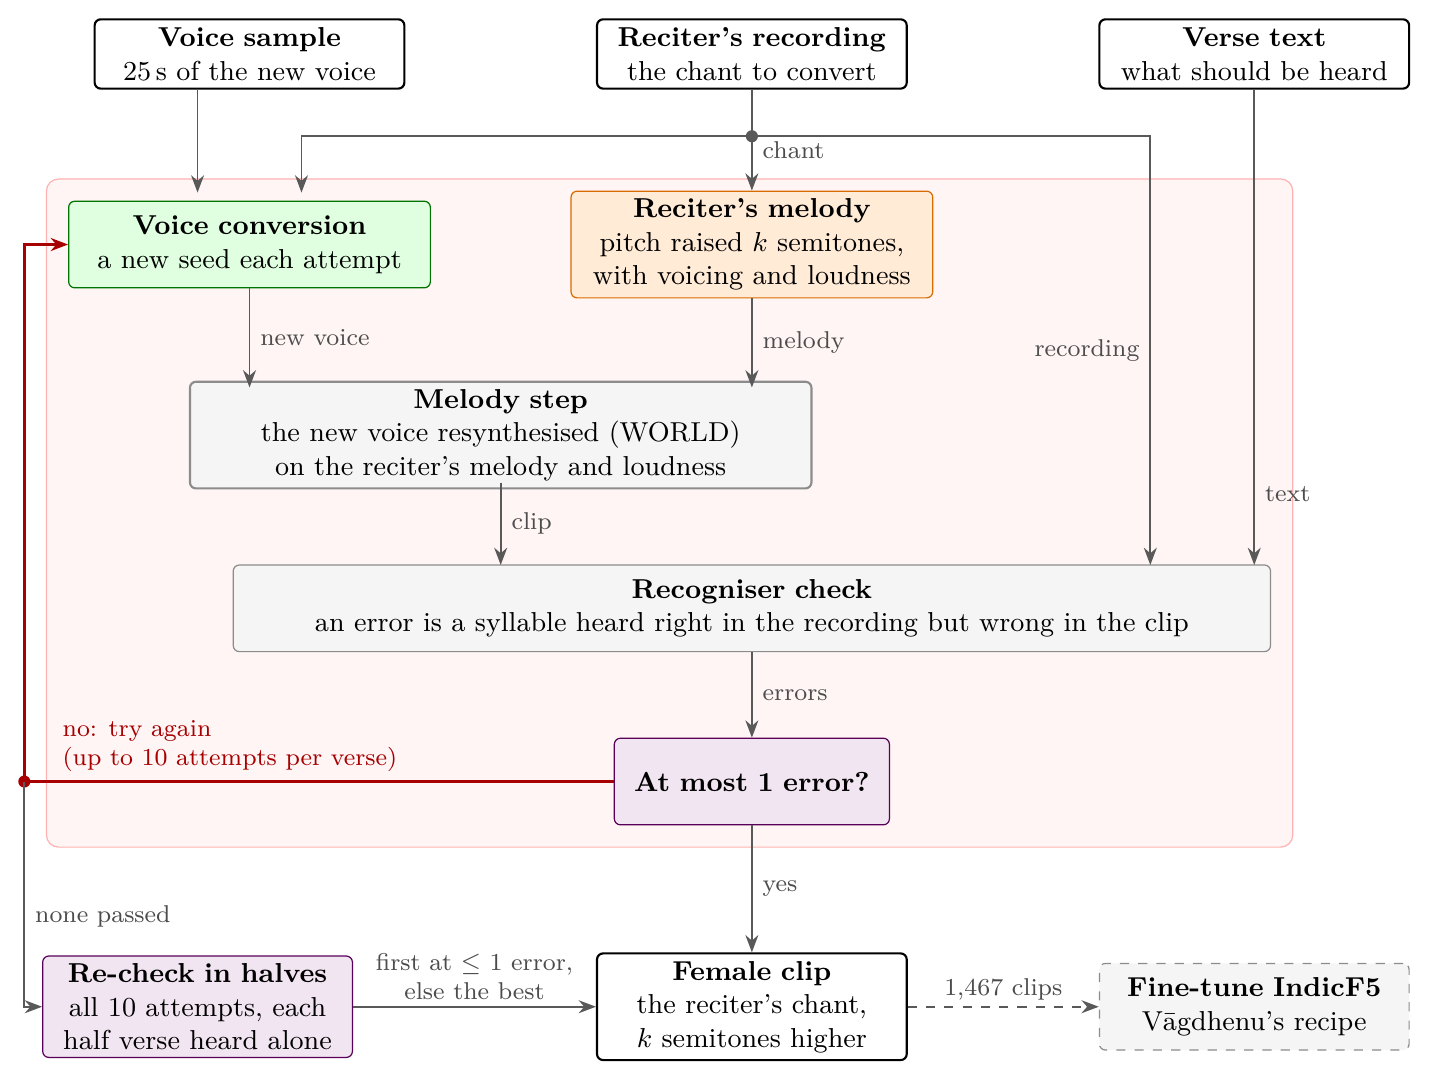 Voice sample
25 s of the new voice
Reciter's recording
the chant to convert
Verse text
what should be heard
chant
Voice conversion
a new seed each attempt
Reciter's melody
pitch raised k semitones,
with voicing and loudness
new voice
melody
recording
Melody step
the new voice resynthesised (WORLD)
on the reciter's melody and loudness
text
clip
Recogniser check
an error is a syllable heard right in the recording but wrong in the clip
errors
no: try again
(up to 10 attempts per verse)
At most 1 error?
yes
none passed
Re-check in halves
all 10 attempts, each
half verse heard alone
first at ≤ 1 error,
else the best
Female clip
the reciter's chant,
k semitones higher
1,467 clips
Fine-tune IndicF5
Vāgdhenu's recipe